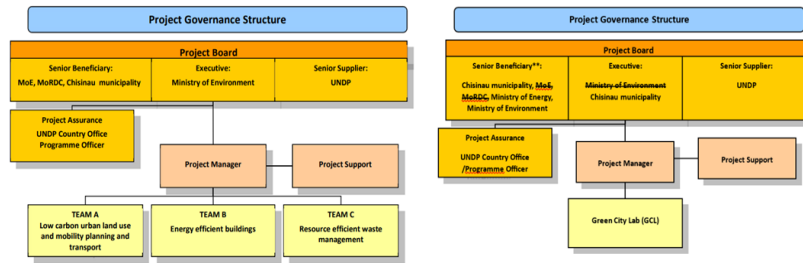 Project Governance Structure
Project Board
Senior Beneficiary:
MoE, MoRDC, Chisinau municipality
Executive:
Ministry of Environment
Senior Supplier:
UNDP
Project Assurance
UNDP Country Office
Programme Officer
Project Manager
Project Support
TEAM A
Low carbon urban land use
and mobility planning and
transport
TEAM B
Energy efficient buildings
TEAM C
Resource efficient waste
management
Project Governance Structure
Project Board
Senior Beneficiary**:
Chisinau municipality, MoE,
MoRDC, Ministry of Energy,
Ministry of Environment
Executive:
Ministry of Environment
Chisinau municipality
Senior Supplier:
UNDP
Project Assurance
UNDP Country Office
/Programme Officer
Project Manager
Project Support
Green City Lab (GCL)